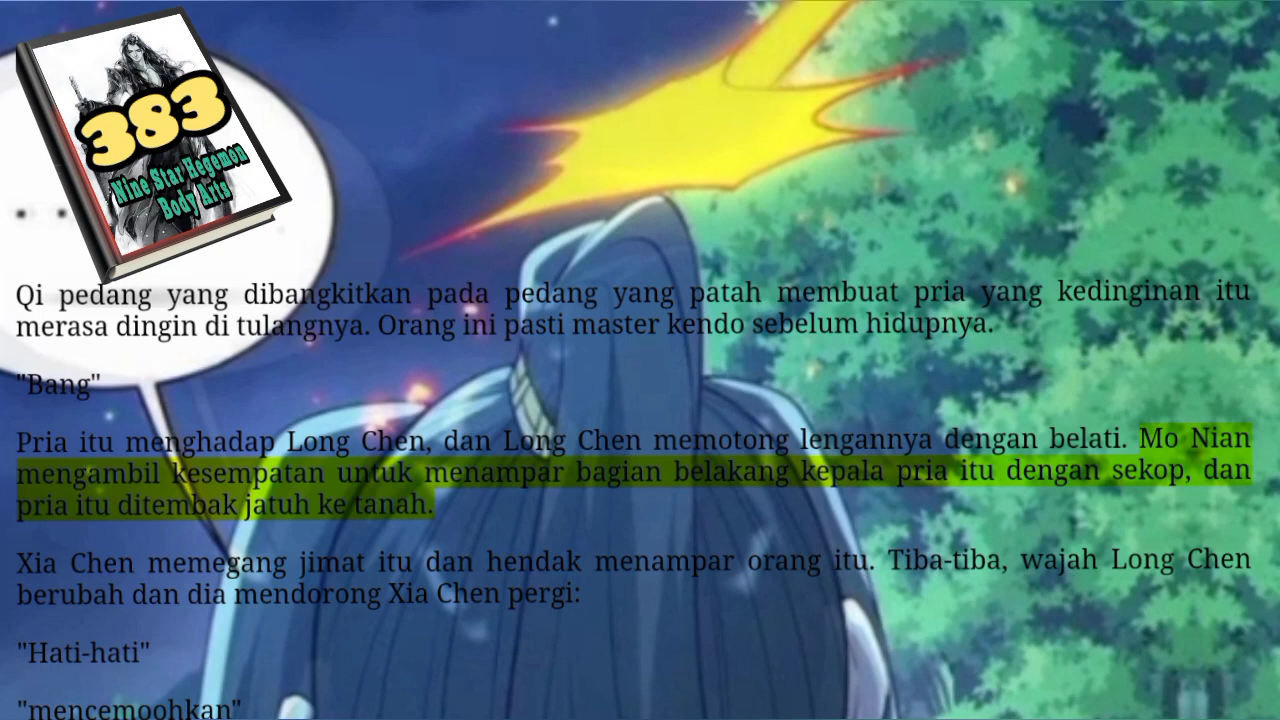 383
Nine Star Hegemon
Body Arts
Qi pedang yang dibangkitkan pada pedang yang patah membuat pria yang kedinginan itu
merasa dingin di tulangnya. Orang ini pasti master kendo sebelum hidupnya.
"Bang"
Pria itu menghadap Long Chen, dan Long Chen memotong lengannya dengan belati. Mo Nian
mengambil kesempatan untuk menampar bagian belakang kepala pria itu dengan sekop, dan
pria itu ditembak jatuh ke tanah.
Xia Chen memegang jimat itu dan hendak menampar orang itu. Tiba-tiba, wajah Long Chen
berubah dan dia mendorong Xia Chen pergi:
"Hati-hati"
"mencemoohkan"